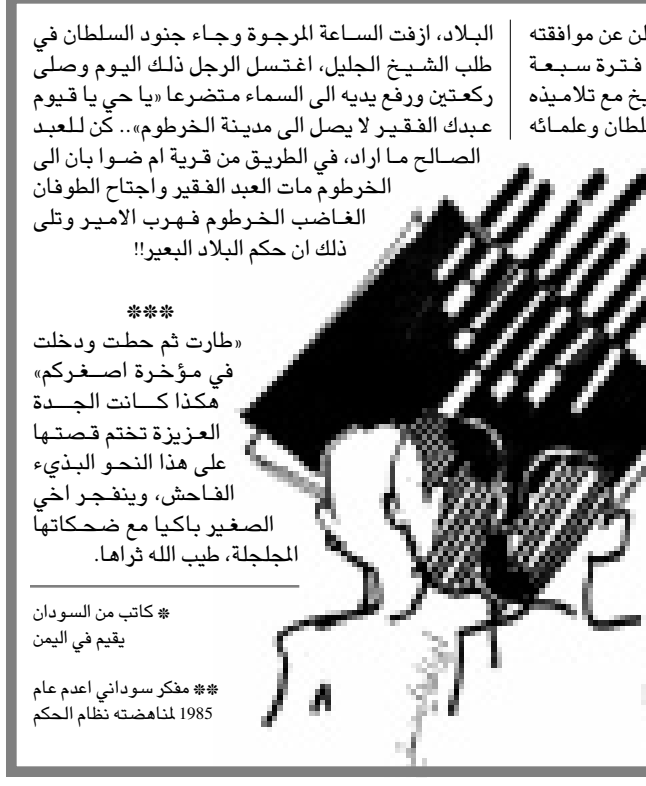 لن عن موافقته
فترة سبعة
يخ مع تلاميذه
لطان وعلمائه
البلاد، ازفت الساعة المرجوة وجاء جنود السلطان في
طلب الشيخ الجليل، اغتسل الرجل ذلك اليوم وصلى
ركعتين ورفع يديه الى السماء متضرعا «يا حي يا قيوم
عبدك الفقير لا يصل الى مدينة الخرطوم».. كن للعبد
الصالح ما اراد، في الطريق من قرية ام ضوا بان الى
الخرطوم مات العبد الفقير واجتاح الطوفان
الغاضب الخرطوم فهرب الامير وتلى
ذلك ان حكم البلاد البعير!!
***
«طارت ثم حطت ودخلت
في مؤخرة اصغركم»
هكذا كانت الجدة
العزيزة تختم قصتها
على هذا النحو البذيء
الفاحش، وينفجر اخي
الصغير باكيا مع ضحكاتها
المجلجلة، طيب الله ثراها.
* كاتب من السودان
يقيم في اليمن
** مفكر سوداني اعدم عام
1985 لمناهضته نظام الحكم